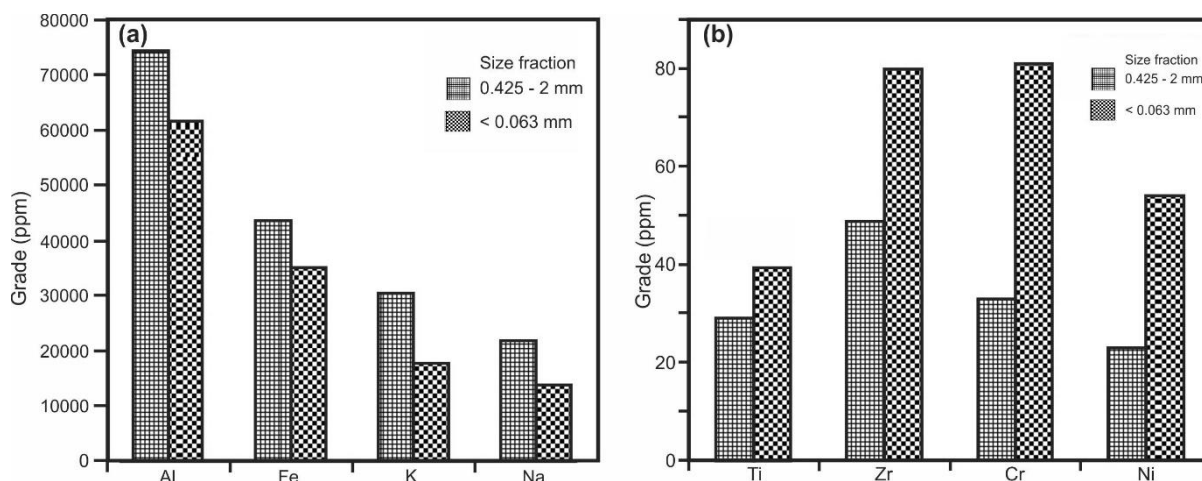 (a)
Size fraction
0.425 - 2 mm
< 0.063 mm
Grade (ppm)
80000
70000
60000
50000
40000
30000
20000
10000
0
Al
Fe
K
Na
(b)
Size fraction
0.425 - 2 mm
< 0.063 mm
Grade (ppm)
80
60
40
20
0
Ti
Zr
Cr
Ni